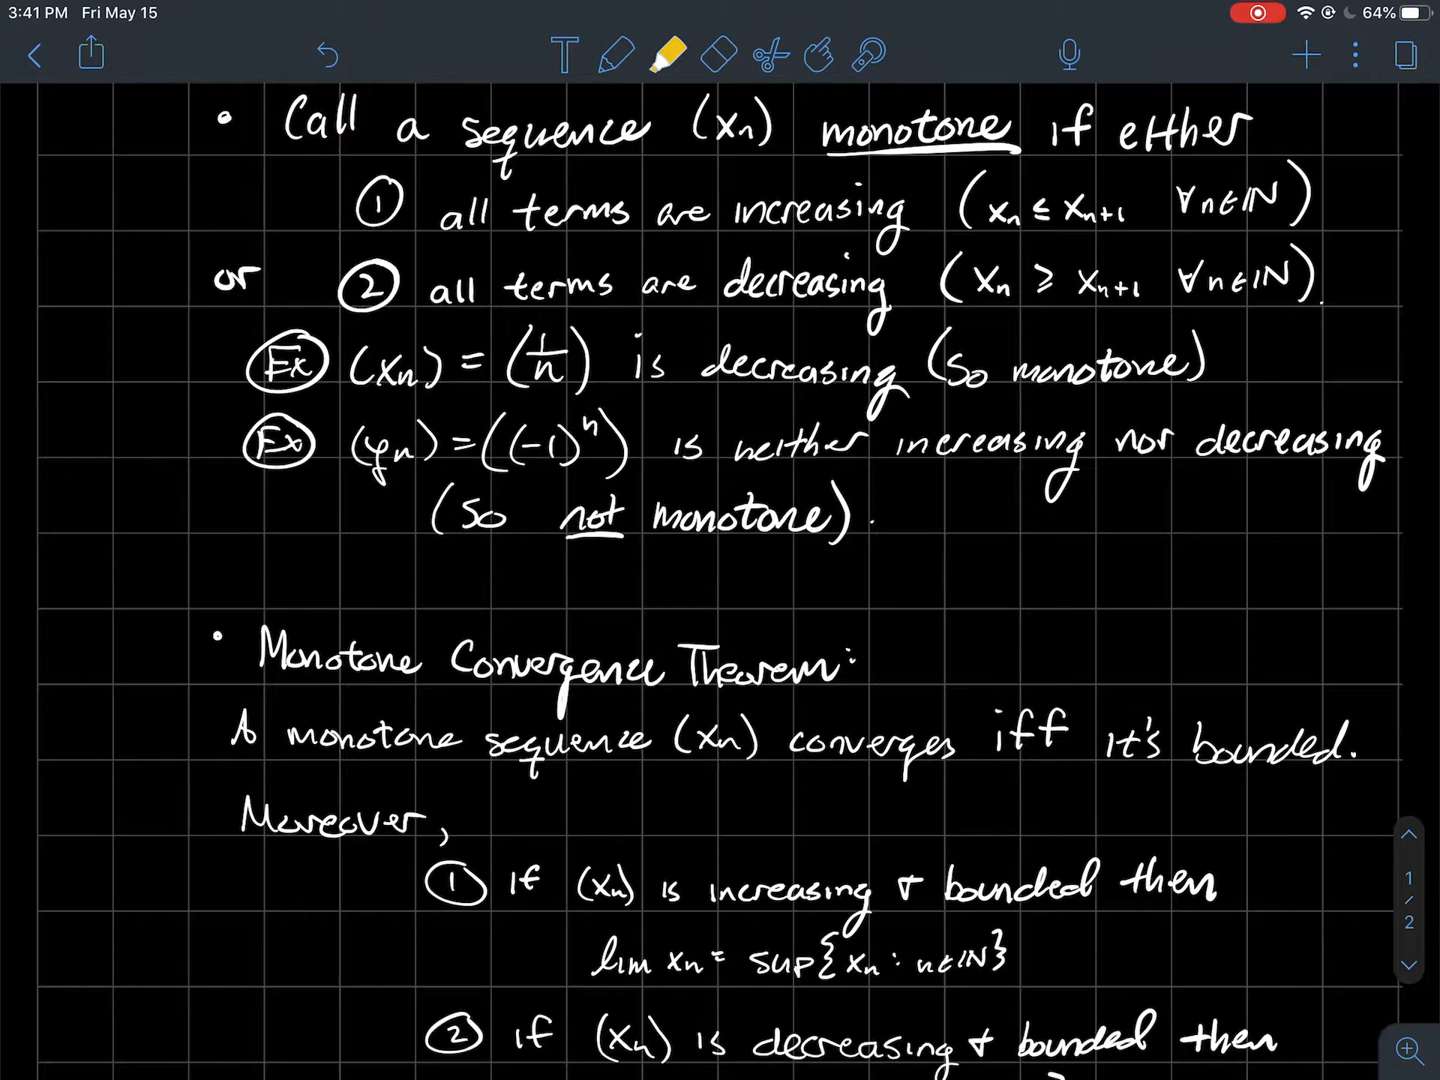 3:41 PM Fri May 15
64%
• Call a sequence (xn) monotone if either
① all terms are increasing (xn ≤ xn+1 ∀n∈ℕ)
or ② all terms are decreasing (xn ≥ xn+1 ∀n∈ℕ).
Ex (xn) = (1/n) is decreasing (so monotone)
Ex (yn) = ((-1)^n) is neither increasing nor decreasing
(so not monotone).
• Monotone Convergence Theorem:
A monotone sequence (xn) converges iff it's bounded.
Moreover,
① if (xn) is increasing & bounded then
lim xn = sup{xn : n∈ℕ}
② if (xn) is decreasing & bounded then
1
/
2